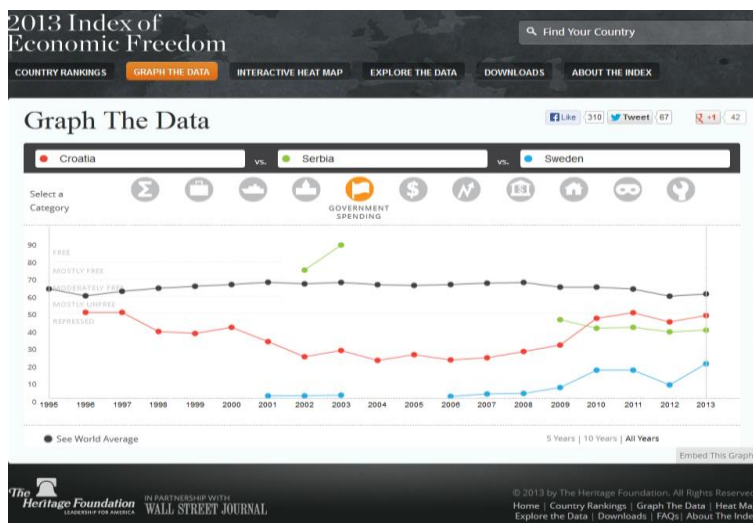 2013 Index of
Economic Freedom
Find Your Country
COUNTRY RANKINGS GRAPH THE DATA INTERACTIVE HEAT MAP EXPLORE THE DATA DOWNLOADS ABOUT THE INDEX
Graph The Data
Like 310 Tweet 67 +1 42
Croatia vs. Serbia vs. Sweden
Select a
Category
GOVERNMENT
SPENDING
90
FREE
80
MOSTLY FREE
70
MODERATELY FREE
60
MOSTLY UNFREE
50
REPRESSED
40
30
20
10
0 1995 1996 1997 1998 1999 2000 2001 2002 2003 2004 2005 2006 2007 2008 2009 2010 2011 2012 2013
See World Average
5 Years | 10 Years | All Years
Embed This Graph
The
Heritage Foundation
LEADERSHIP FOR AMERICA
IN PARTNERSHIP WITH
WALL STREET JOURNAL
© 2013 by The Heritage Foundation. All Rights Reserve
Home | Country Rankings | Graph The Data | Heat Ma
Explore the Data | Downloads | FAQs | About The Inde